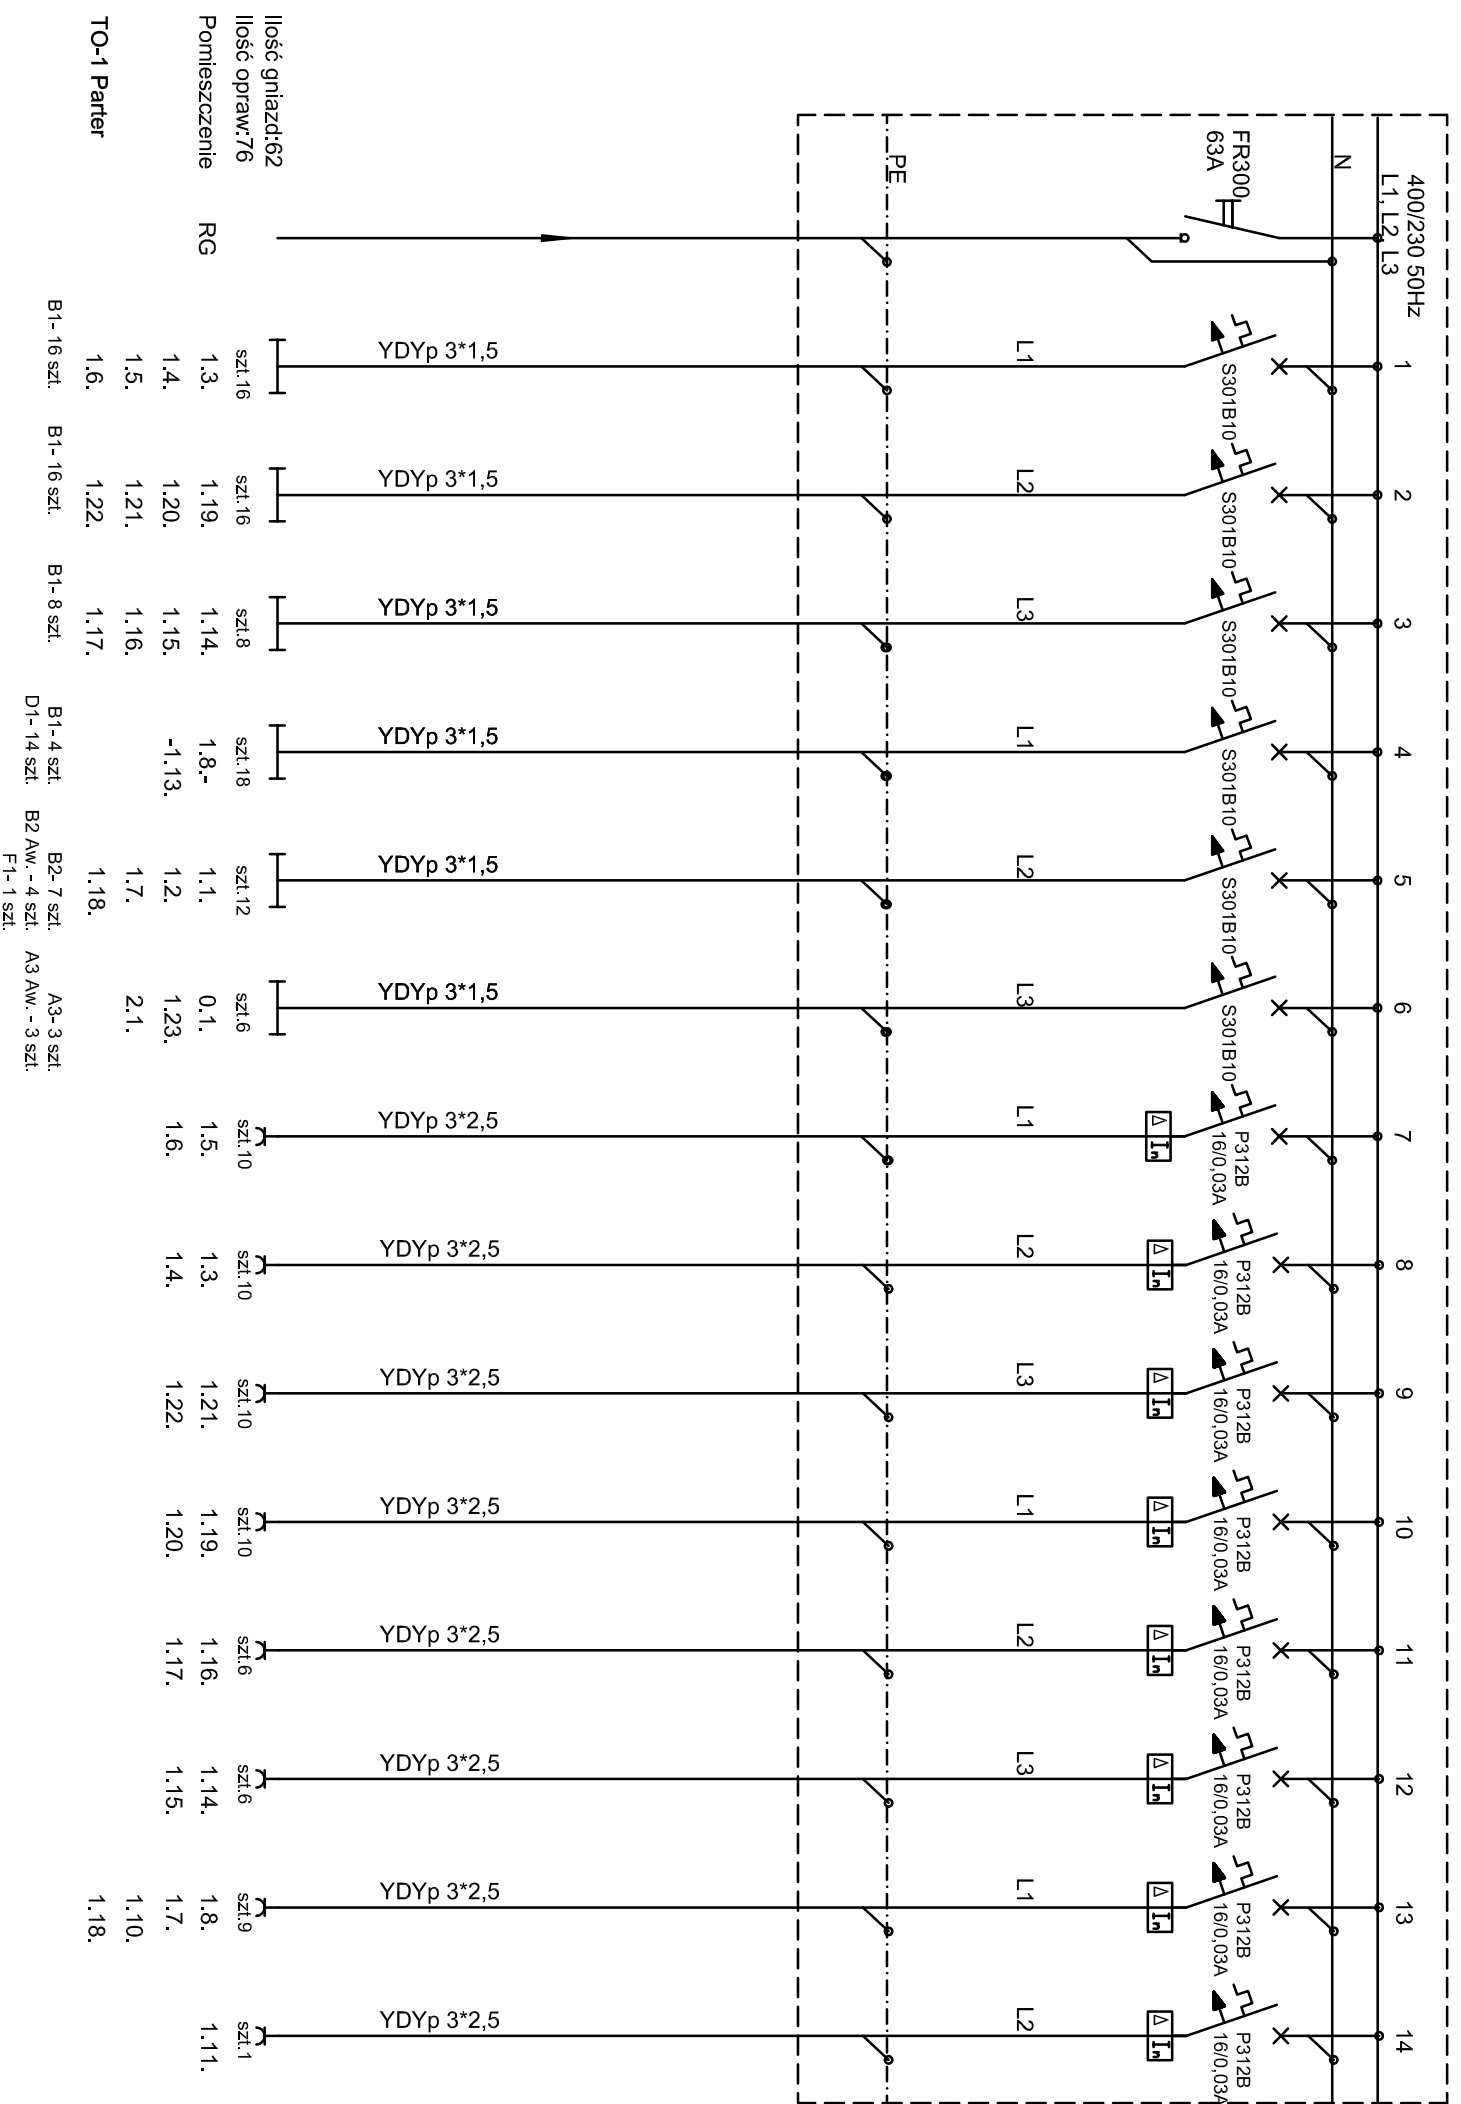 400/230 50Hz
L1, L2, L3
N
FR300
63A
PE
1
2
3
4
5
6
7
8
9
10
11
12
13
14
S301B10
S301B10
S301B10
S301B10
S301B10
S301B10
P312B
16/0,03A
P312B
16/0,03A
P312B
16/0,03A
P312B
16/0,03A
P312B
16/0,03A
P312B
16/0,03A
P312B
16/0,03A
P312B
16/0,03A
Δ In
Δ In
Δ In
Δ In
Δ In
Δ In
Δ In
Δ In
L1
L2
L3
L1
L2
L3
L1
L2
L3
L1
L2
L3
L1
L2
YDYp 3*1,5
YDYp 3*1,5
YDYp 3*1,5
YDYp 3*1,5
YDYp 3*1,5
YDYp 3*1,5
YDYp 3*2,5
YDYp 3*2,5
YDYp 3*2,5
YDYp 3*2,5
YDYp 3*2,5
YDYp 3*2,5
YDYp 3*2,5
YDYp 3*2,5
Ilość gniazd:62
Ilość opraw:76 szt.16 szt.16 szt.8 szt.18 szt.12 szt.6 szt.10 szt.10 szt.10 szt.10 szt.6 szt.6 szt.9 szt.1
Pomieszczenie RG 1.3. 1.19. 1.14. 1.8.- 1.1. 0.1. 1.5. 1.3. 1.21. 1.19. 1.16. 1.14. 1.8. 1.11.
1.4. 1.20. 1.15. -1.13. 1.2. 1.23. 1.6. 1.4. 1.22. 1.20. 1.17. 1.15. 1.7.
1.5. 1.21. 1.16. 1.7. 2.1. 1.10.
TO-1 Parter 1.6. 1.22. 1.17. 1.18. 1.18.
B1- 16 szt. B1- 16 szt. B1- 8 szt. B1- 4 szt. B2- 7 szt. A3- 3 szt.
D1- 14 szt. B2 Aw. - 4 szt. A3 Aw. - 3 szt.
F1- 1 szt.